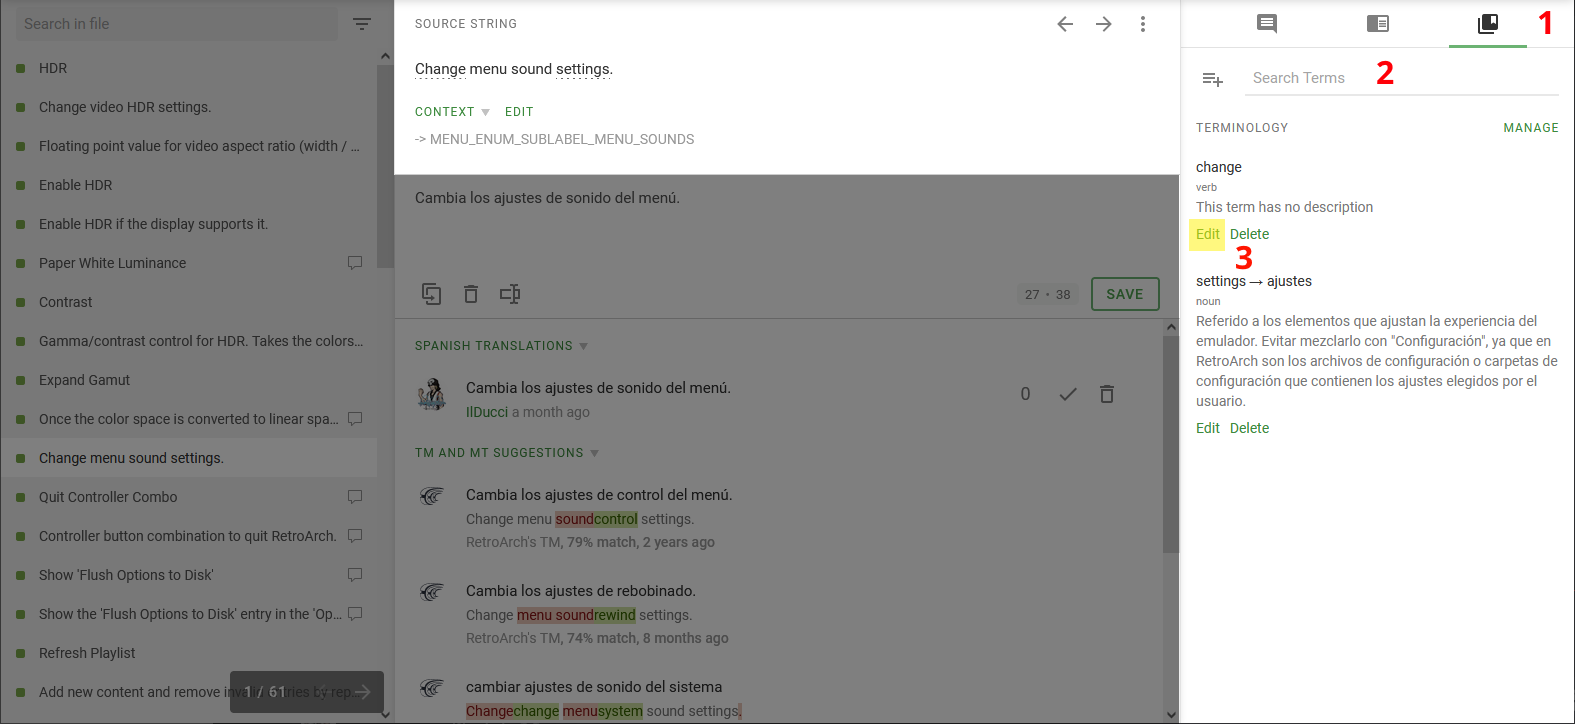 Search in file
HDR
Change video HDR settings.
Floating point value for video aspect ratio (width / ...
Enable HDR
Enable HDR if the display supports it.
Paper White Luminance
Contrast
Gamma/contrast control for HDR. Takes the colors...
Expand Gamut
Once the color space is converted to linear spa...
Change menu sound settings.
Quit Controller Combo
Controller button combination to quit RetroArch.
Show 'Flush Options to Disk'
Show the 'Flush Options to Disk' entry in the 'Op...
Refresh Playlist
Add new content and remove invalid entries by rep...
1 / 61
SOURCE STRING
Change menu sound settings.
CONTEXT EDIT
-> MENU_ENUM_SUBLABEL_MENU_SOUNDS
Cambia los ajustes de sonido del menú.
27 • 38 SAVE
SPANISH TRANSLATIONS
Cambia los ajustes de sonido del menú.
IlDucci a month ago
0
TM AND MT SUGGESTIONS
Cambia los ajustes de control del menú.
Change menu soundcontrol settings.
RetroArch's TM, 79% match, 2 years ago
Cambia los ajustes de rebobinado.
Change menu soundrewind settings.
RetroArch's TM, 74% match, 8 months ago
cambiar ajustes de sonido del sistema
Changechange menusystem sound settings.
1
Search Terms 2
TERMINOLOGY MANAGE
change
verb
This term has no description
Edit Delete
3
settings → ajustes
noun
Referido a los elementos que ajustan la experiencia del
emulador. Evitar mezclarlo con "Configuración", ya que en
RetroArch son los archivos de configuración o carpetas de
configuración que contienen los ajustes elegidos por el
usuario.
Edit Delete